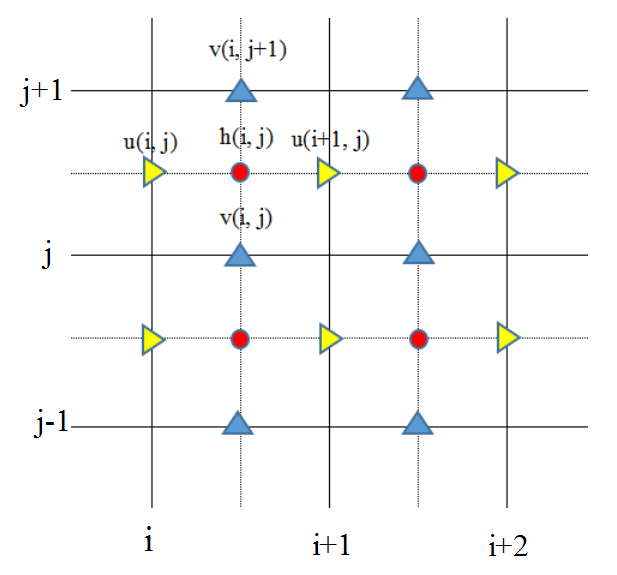 v(i, j+1)
j+1
u(i, j)
h(i, j)
u(i+1, j)
v(i, j)
j
j-1
i
i+1
i+2